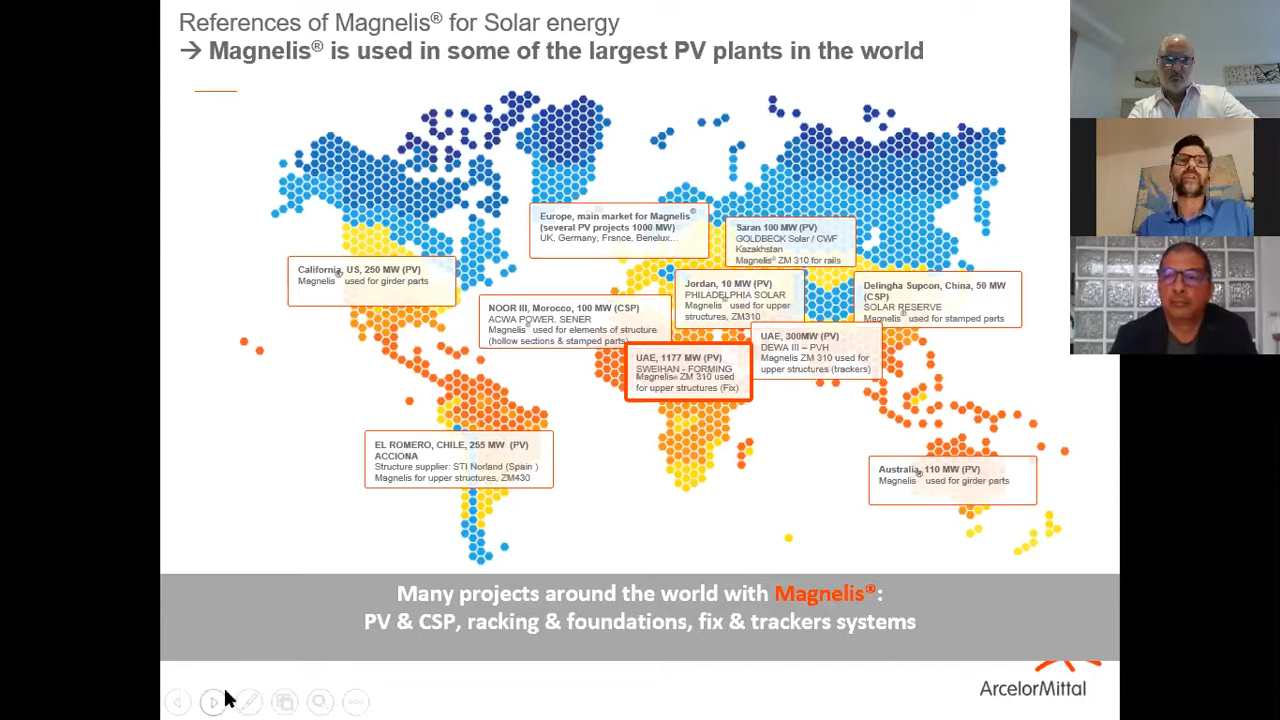 References of Magnelis® for Solar energy
→ Magnelis® is used in some of the largest PV plants in the world
Europe, main market for Magnelis®
(several PV projects 1000 MW)
UK, Germany, France, Benelux...
Saran 100 MW (PV)
GOLDBECK Solar / CWF
Kazakhstan
Magnelis® ZM 310 for rails
California, US, 250 MW (PV)
Magnelis® used for girder parts
Jordan, 10 MW (PV)
PHILADELPHIA SOLAR
Magnelis® used for upper
structures, ZM310
Delingha Supcon, China, 50 MW
(CSP)
SOLAR RESERVE
Magnelis® used for stamped parts
NOOR III, Morocco, 100 MW (CSP)
ACWA POWER. SENER
Magnelis® used for elements of structure
(hollow sections & stamped parts)
UAE, 300MW (PV)
DEWA III – PVH
Magnelis ZM 310 used for
upper structures (trackers)
UAE, 1177 MW (PV)
SWEIHAN - FORMING
Magnelis® ZM 310 used
for upper structures (Fix)
EL ROMERO, CHILE, 255 MW (PV)
ACCIONA
Structure supplier: STI Norland (Spain )
Magnelis for upper structures, ZM430
Australia, 110 MW (PV)
Magnelis® used for girder parts
Many projects around the world with Magnelis®:
PV & CSP, racking & foundations, fix & trackers systems
ArcelorMittal